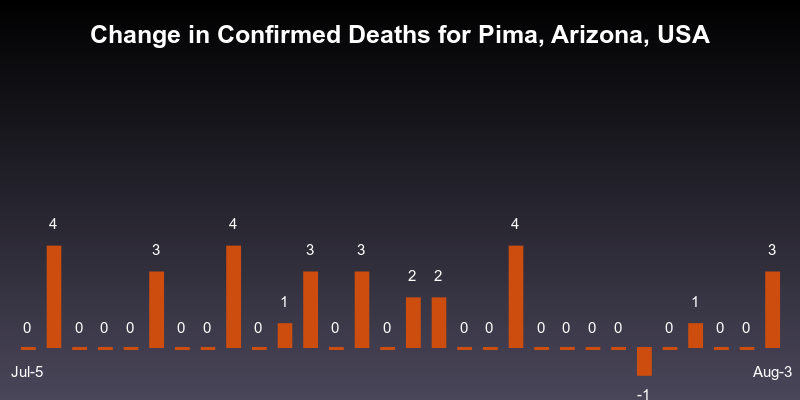 Change in Confirmed Deaths for Pima, Arizona, USA
0 4 0 0 0 3 0 0 4 0 1 3 0 3 0 2 2 0 0 4 0 0 0 0 -1 0 1 0 0 3
Jul-5 Aug-3